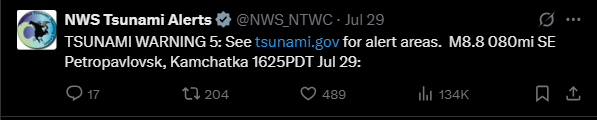 NWS Tsunami Alerts @NWS_NTWC · Jul 29
TSUNAMI WARNING 5: See tsunami.gov for alert areas.  M8.8 080mi SE
Petropavlovsk, Kamchatka 1625PDT Jul 29:
17 204 489 134K